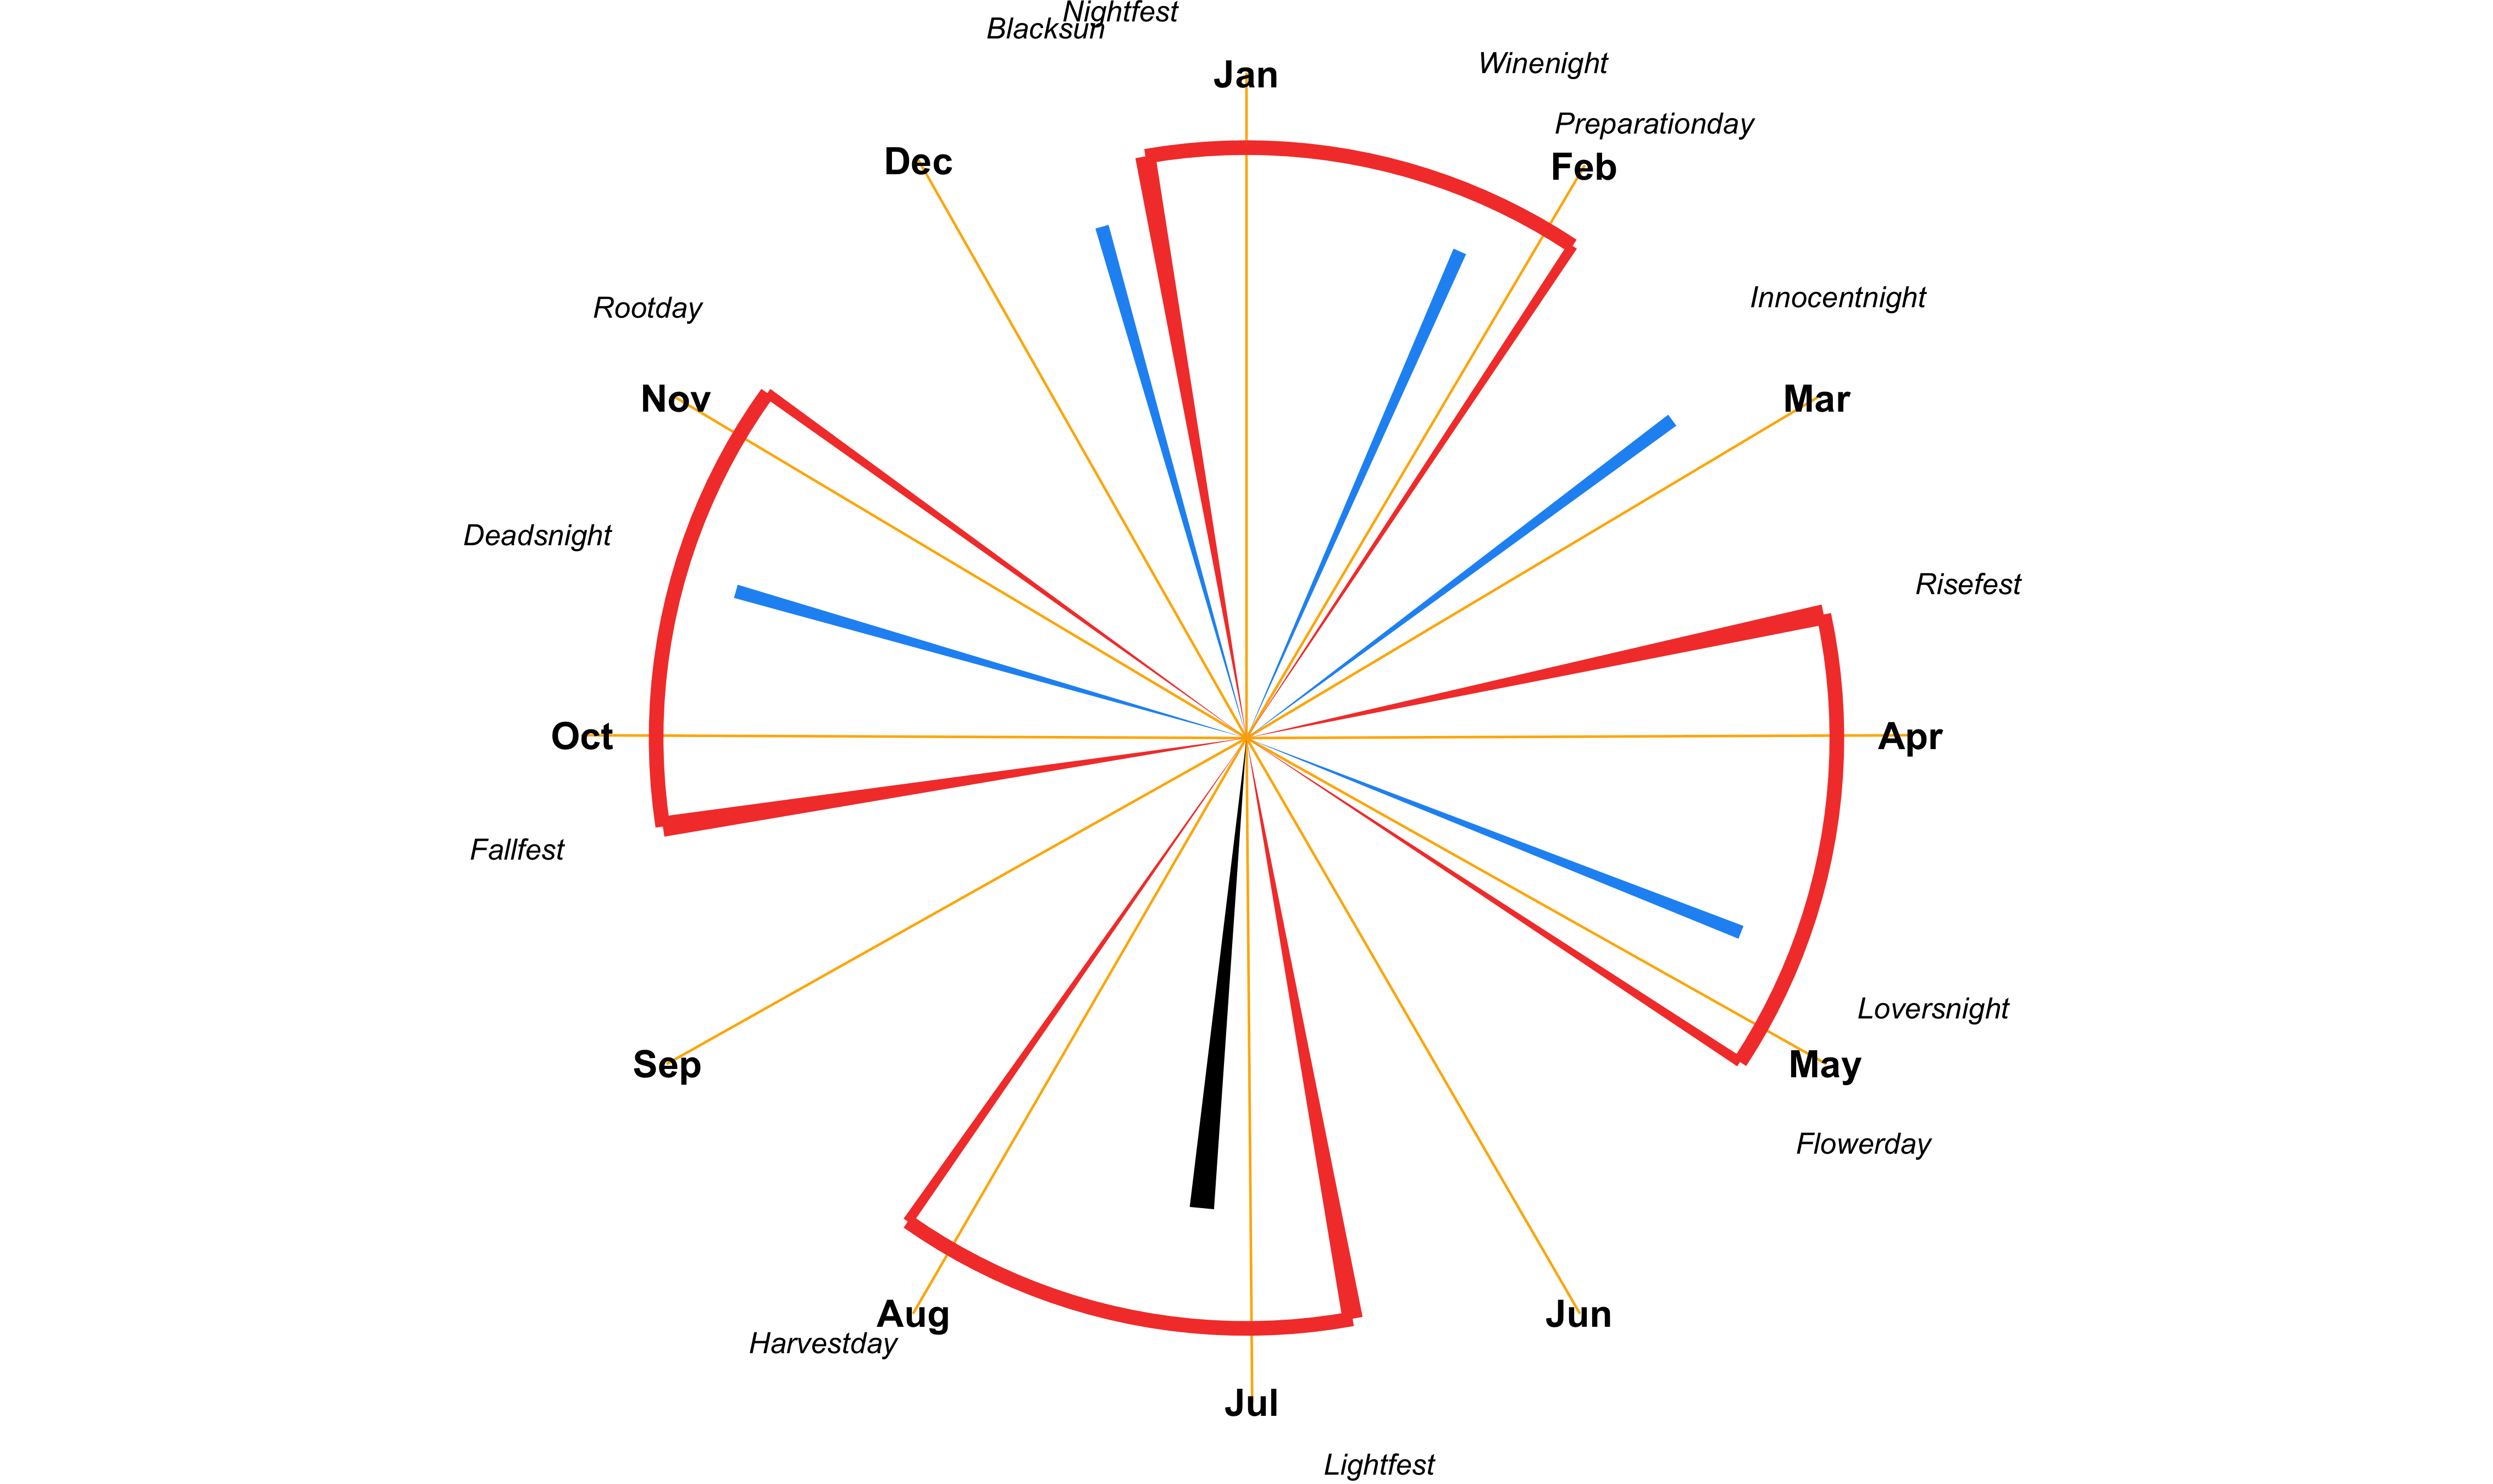 Nightfest
Blacksun
Winenight
Jan
Preparationday
Dec
Feb
Innocentnight
Rootday
Nov
Mar
Deadsnight
Risefest
Oct
Apr
Fallfest
Loversnight
Sep
May
Flowerday
Aug
Jun
Harvestday
Jul
Lightfest